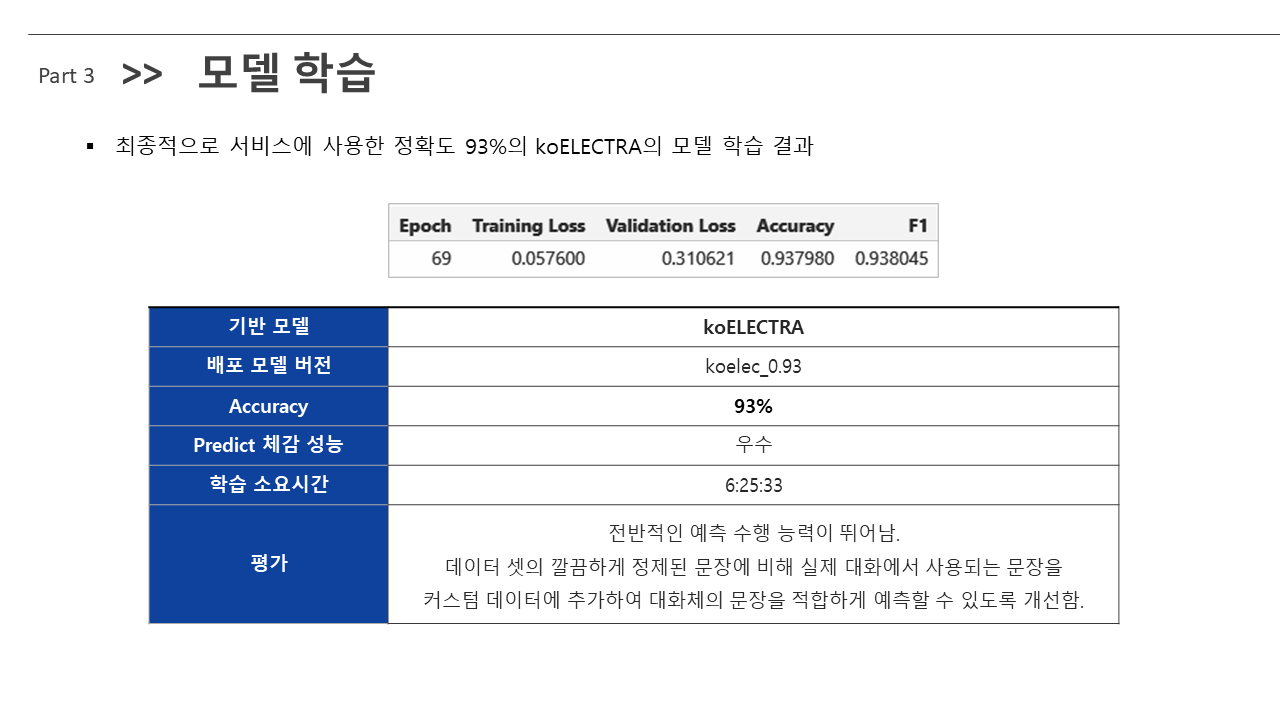 Part 3 >> 모델 학습
▪ 최종적으로 서비스에 사용한 정확도 93%의 koELECTRA의 모델 학습 결과
Epoch Training Loss Validation Loss Accuracy F1
69 0.057600 0.310621 0.937980 0.938045
기반 모델 koELECTRA
배포 모델 버전 koelec_0.93
Accuracy 93%
Predict 체감 성능 우수
학습 소요시간 6:25:33
평가
전반적인 예측 수행 능력이 뛰어남.
데이터 셋의 깔끔하게 정제된 문장에 비해 실제 대화에서 사용되는 문장을
커스텀 데이터에 추가하여 대화체의 문장을 적합하게 예측할 수 있도록 개선함.